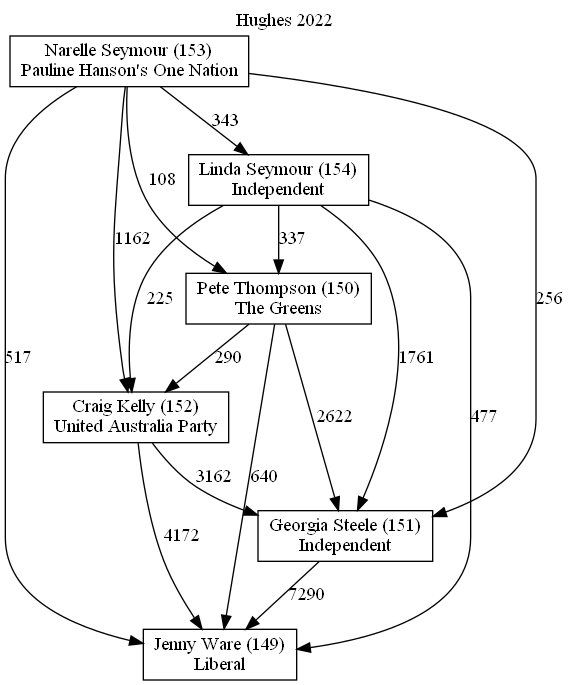 Hughes 2022
Narelle Seymour (153)
Pauline Hanson's One Nation
343
Linda Seymour (154)
Independent
108
1162
337
Pete Thompson (150)
The Greens
225
256
517
290
1761
Craig Kelly (152)
United Australia Party
2622
477
3162
640
Georgia Steele (151)
Independent
4172
7290
Jenny Ware (149)
Liberal